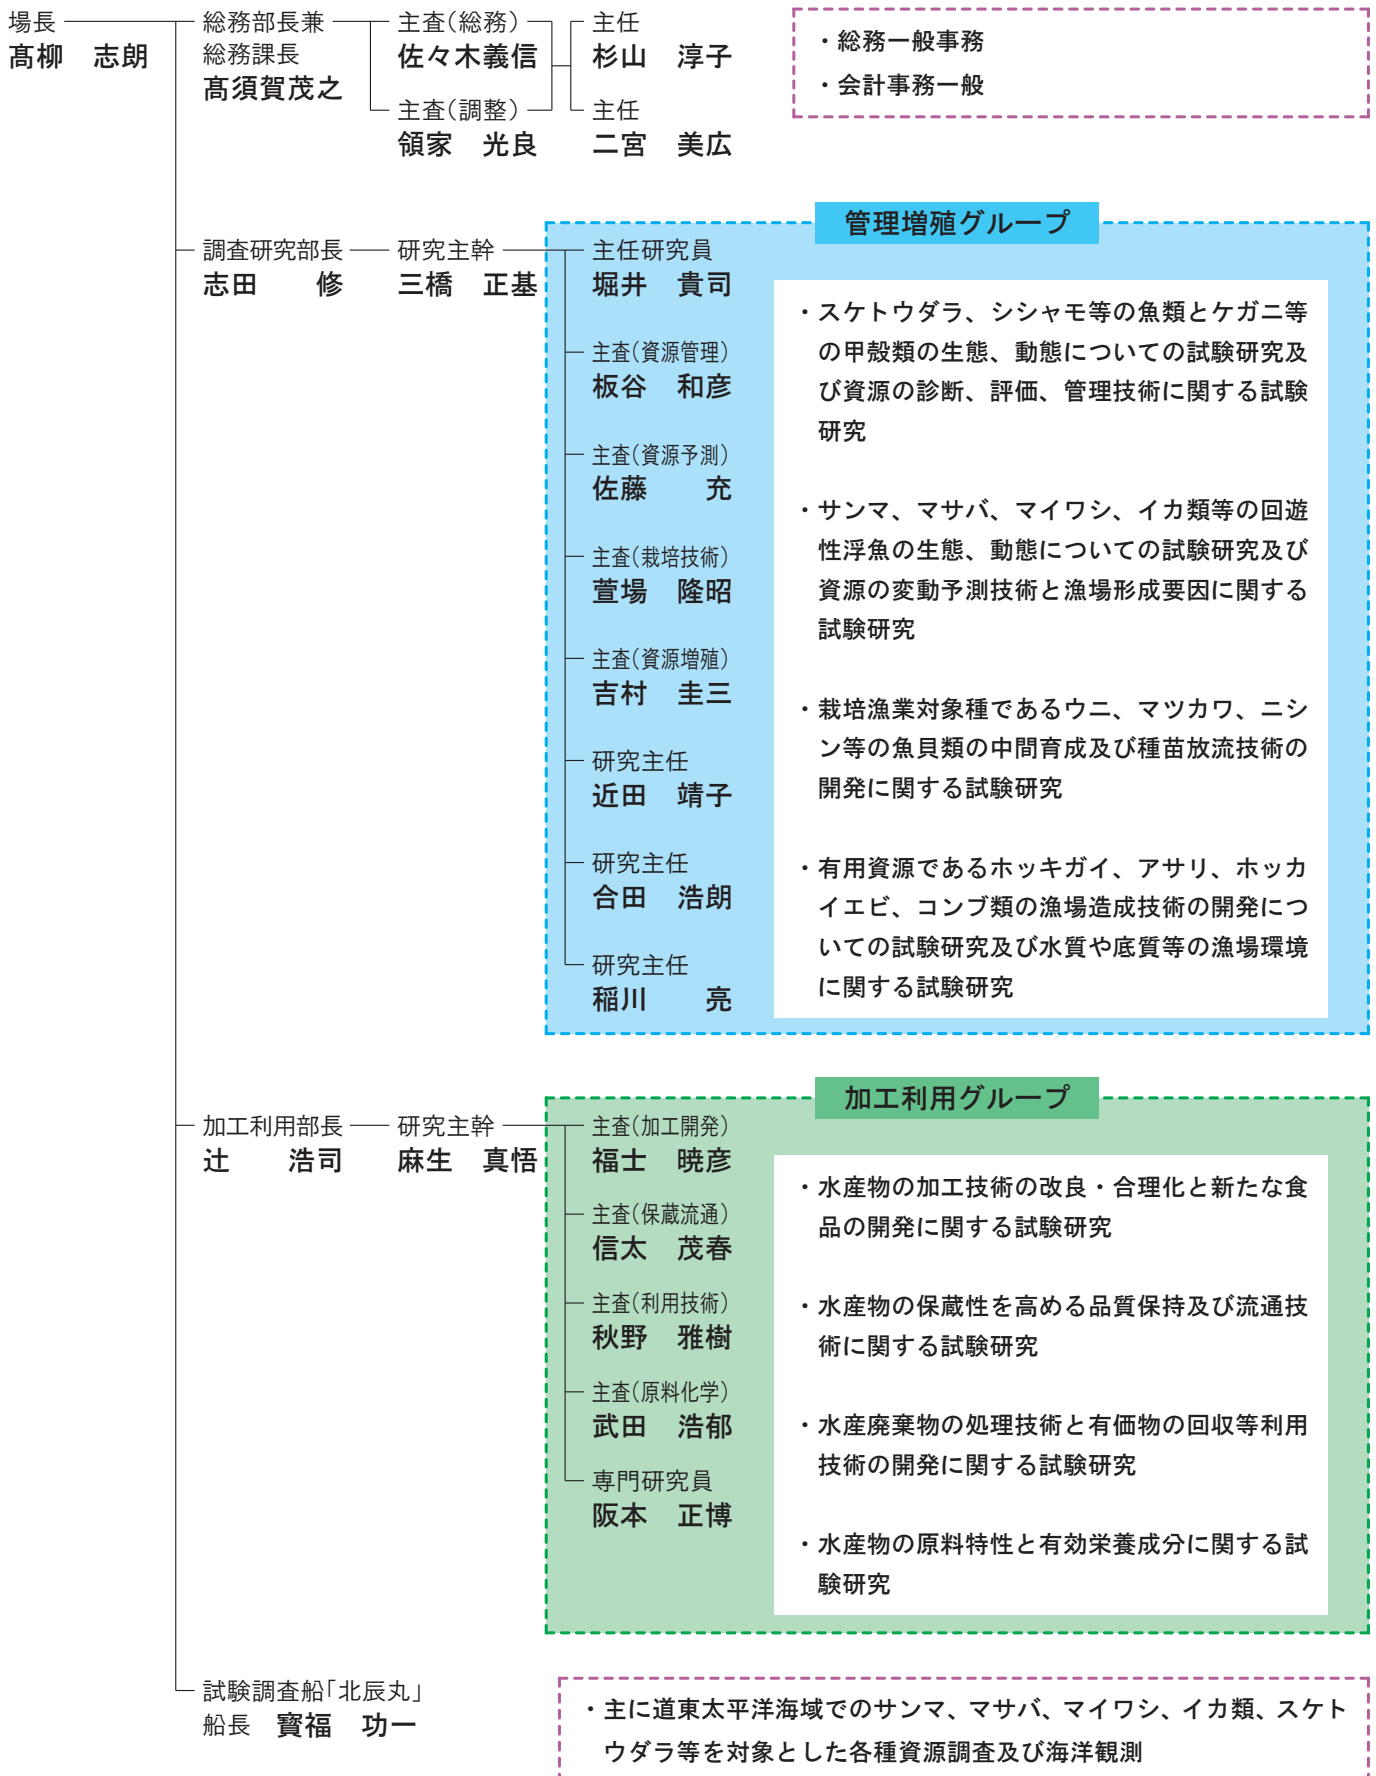 場長
髙柳　志朗
総務部長兼
総務課長
髙須賀茂之
主査(総務)
佐々木義信
主査(調整)
領家　光良
主任
杉山　淳子
主任
二宮　美広
・総務一般事務
・会計事務一般
調査研究部長
志田　　修
研究主幹
三橋　正基
管理増殖グループ
主任研究員
堀井　貴司
主査(資源管理)
板谷　和彦
主査(資源予測)
佐藤　　充
主査(栽培技術)
萱場　隆昭
主査(資源増殖)
吉村　圭三
研究主任
近田　靖子
研究主任
合田　浩朗
研究主任
稲川　　亮
・スケトウダラ、シシャモ等の魚類とケガニ等
の甲殻類の生態、動態についての試験研究及
び資源の診断、評価、管理技術に関する試験
研究
・サンマ、マサバ、マイワシ、イカ類等の回遊
性浮魚の生態、動態についての試験研究及び
資源の変動予測技術と漁場形成要因に関する
試験研究
・栽培漁業対象種であるウニ、マツカワ、ニシ
ン等の魚貝類の中間育成及び種苗放流技術の
開発に関する試験研究
・有用資源であるホッキガイ、アサリ、ホッカ
イエビ、コンブ類の漁場造成技術の開発につ
いての試験研究及び水質や底質等の漁場環境
に関する試験研究
加工利用部長
辻　　浩司
研究主幹
麻生　真悟
加工利用グループ
主査(加工開発)
福士　暁彦
主査(保蔵流通)
信太　茂春
主査(利用技術)
秋野　雅樹
主査(原料化学)
武田　浩郁
専門研究員
阪本　正博
・水産物の加工技術の改良・合理化と新たな食
品の開発に関する試験研究
・水産物の保蔵性を高める品質保持及び流通技
術に関する試験研究
・水産廃棄物の処理技術と有価物の回収等利用
技術の開発に関する試験研究
・水産物の原料特性と有効栄養成分に関する試
験研究
試験調査船「北辰丸」
船長　寳福　功一
・主に道東太平洋海域でのサンマ、マサバ、マイワシ、イカ類、スケト
ウダラ等を対象とした各種資源調査及び海洋観測